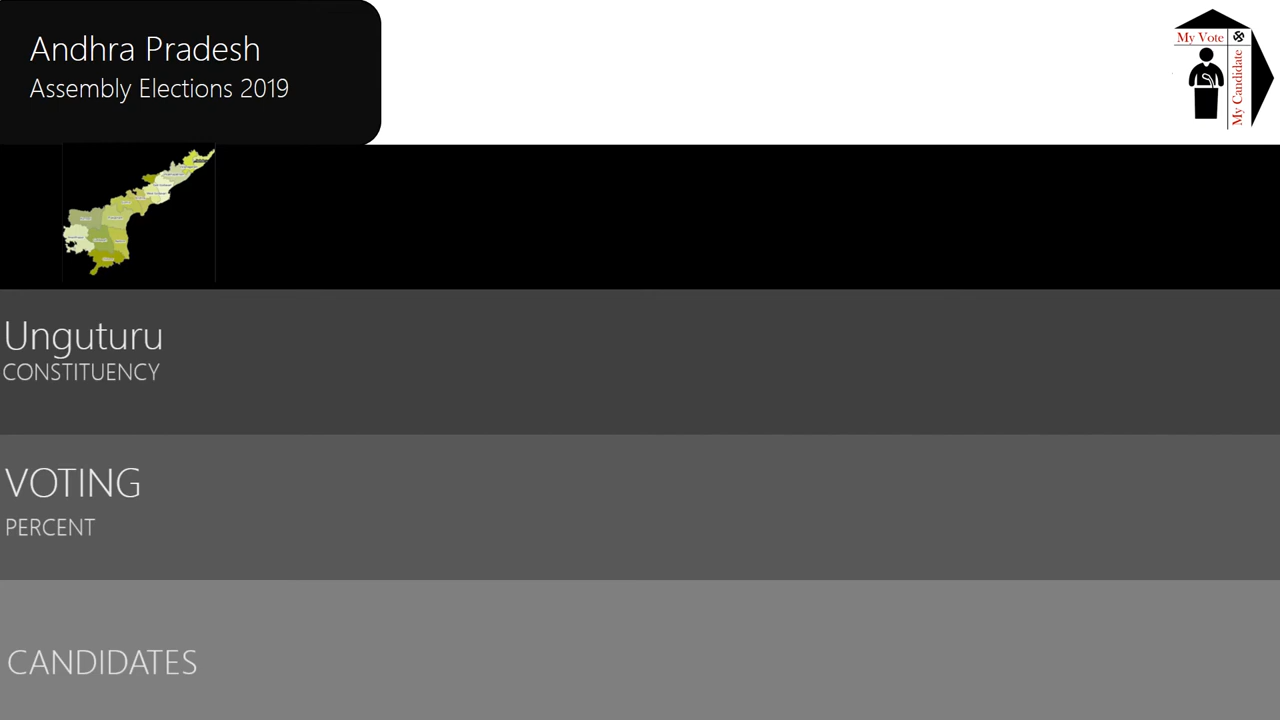 Andhra Pradesh
Assembly Elections 2019
My Vote
My Candidate
Unguturu
CONSTITUENCY
VOTING
PERCENT
CANDIDATES